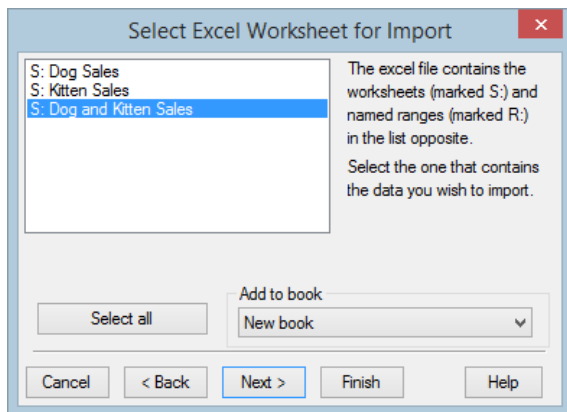 Select Excel Worksheet for Import
S: Dog Sales
S: Kitten Sales
S: Dog and Kitten Sales
The excel file contains the
worksheets (marked S:) and
named ranges (marked R:)
in the list opposite.
Select the one that contains
the data you wish to import.
Select all
Add to book
New book
Cancel
< Back
Next >
Finish
Help